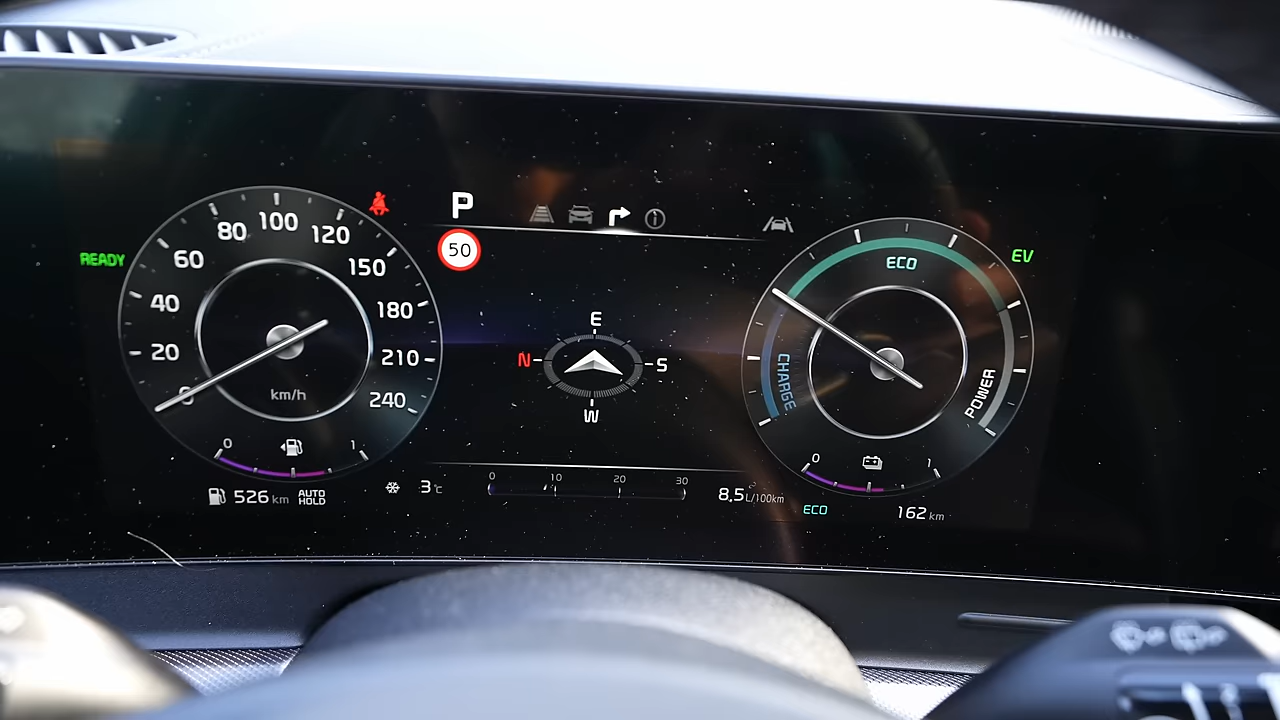 READY
0
20
40
60
80
100
120
150
180
210
240
km/h
0 1
526 km AUTO HOLD
P
50
E
N S
W
3°C
0 10 20 30
8,5 L/100km
ECO
EV
CHARGE
POWER
0 1
ECO
162 km